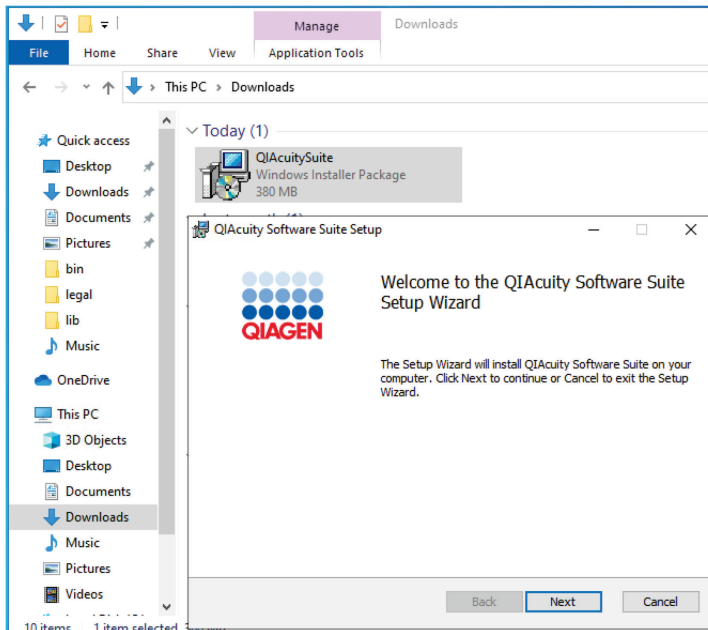 Manage
Downloads
File
Home
Share
View
Application Tools
This PC > Downloads
Quick access
Desktop
Downloads
Documents
Pictures
bin
legal
lib
Music
OneDrive
This PC
3D Objects
Desktop
Documents
Downloads
Music
Pictures
Videos
10 items
1 item selected
Today (1)
QIAcuitySuite
Windows Installer Package
380 MB
QIAcuity Software Suite Setup
QIAGEN
Welcome to the QIAcuity Software Suite
Setup Wizard
The Setup Wizard will install QIAcuity Software Suite on your
computer. Click Next to continue or Cancel to exit the Setup
Wizard.
Back
Next
Cancel